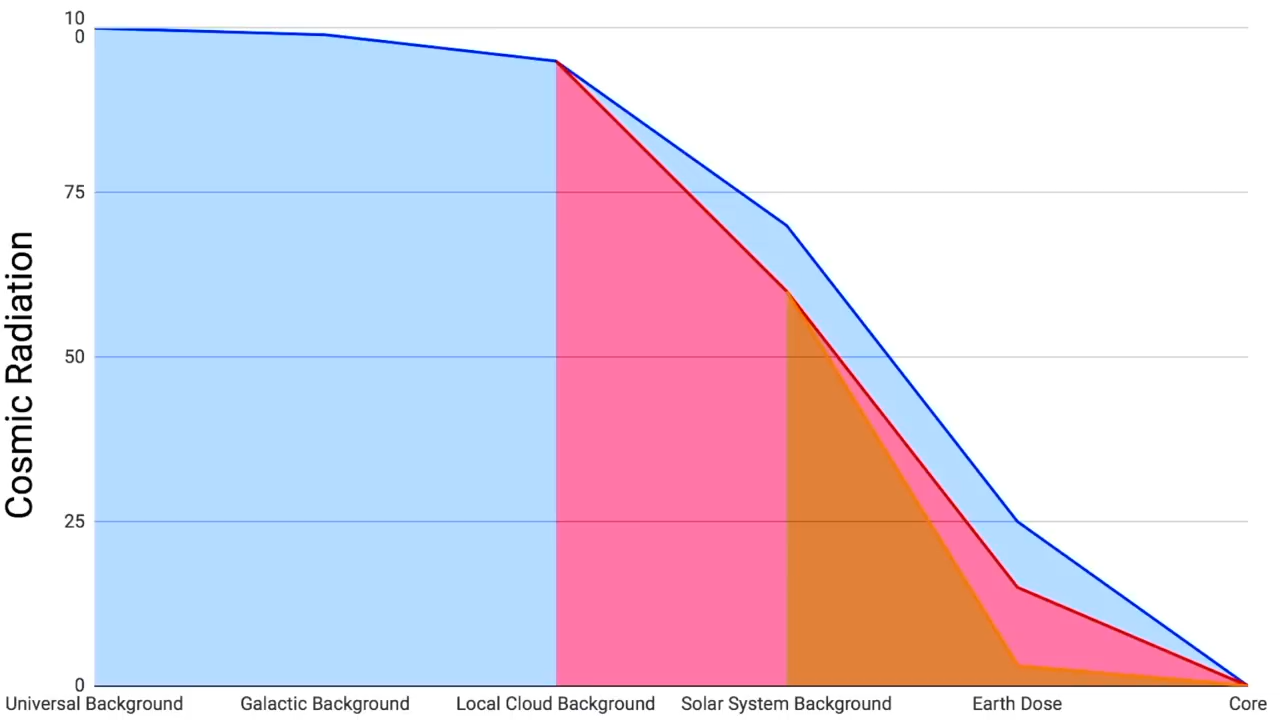 10
0
75
50
25
0
Cosmic Radiation
Universal Background
Galactic Background
Local Cloud Background
Solar System Background
Earth Dose
Core